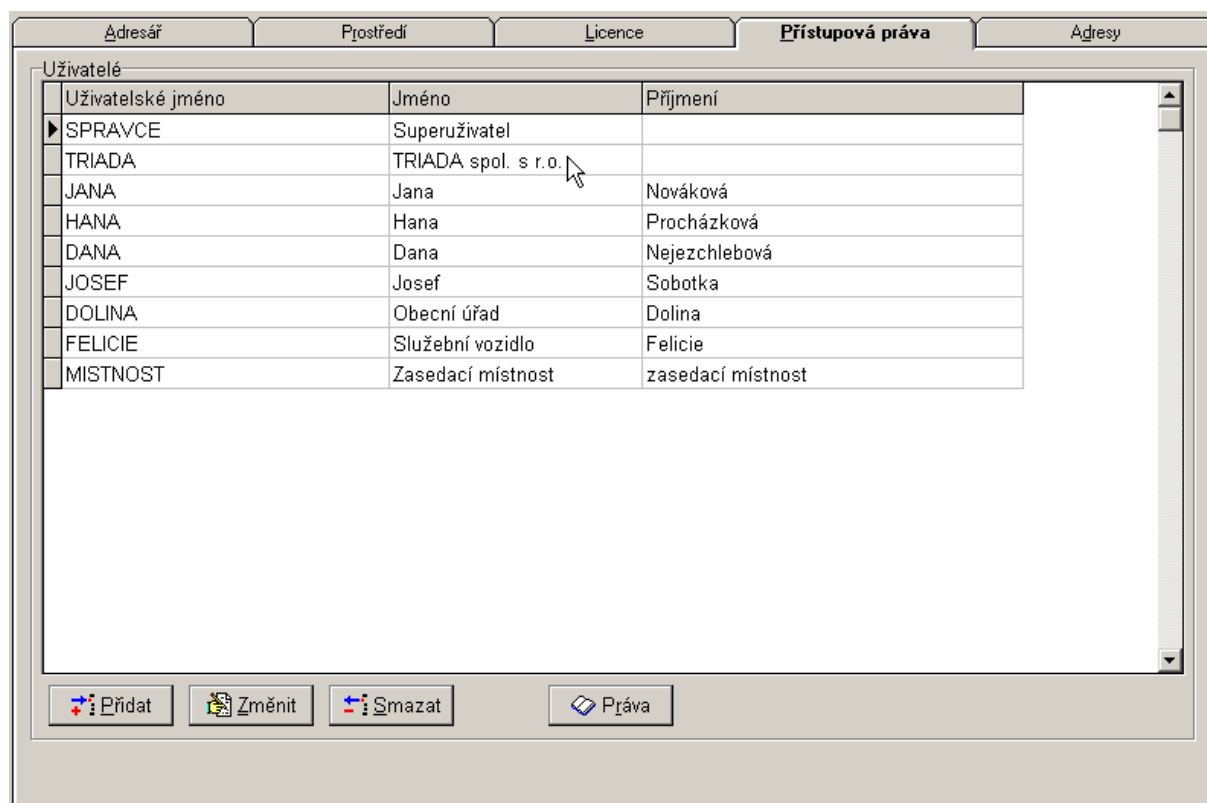 Adresář Prostředí Licence Přístupová práva Adresy
Uživatelé
Uživatelské jméno Jméno Příjmení
SPRAVCE Superuživatel
TRIADA TRIADA spol. s r.o.
JANA Jana Nováková
HANA Hana Procházková
DANA Dana Nejezchlebová
JOSEF Josef Sobotka
DOLINA Obecní úřad Dolina
FELICIE Služební vozidlo Felicie
MISTNOST Zasedací místnost zasedací místnost
Přidat Změnit Smazat Práva